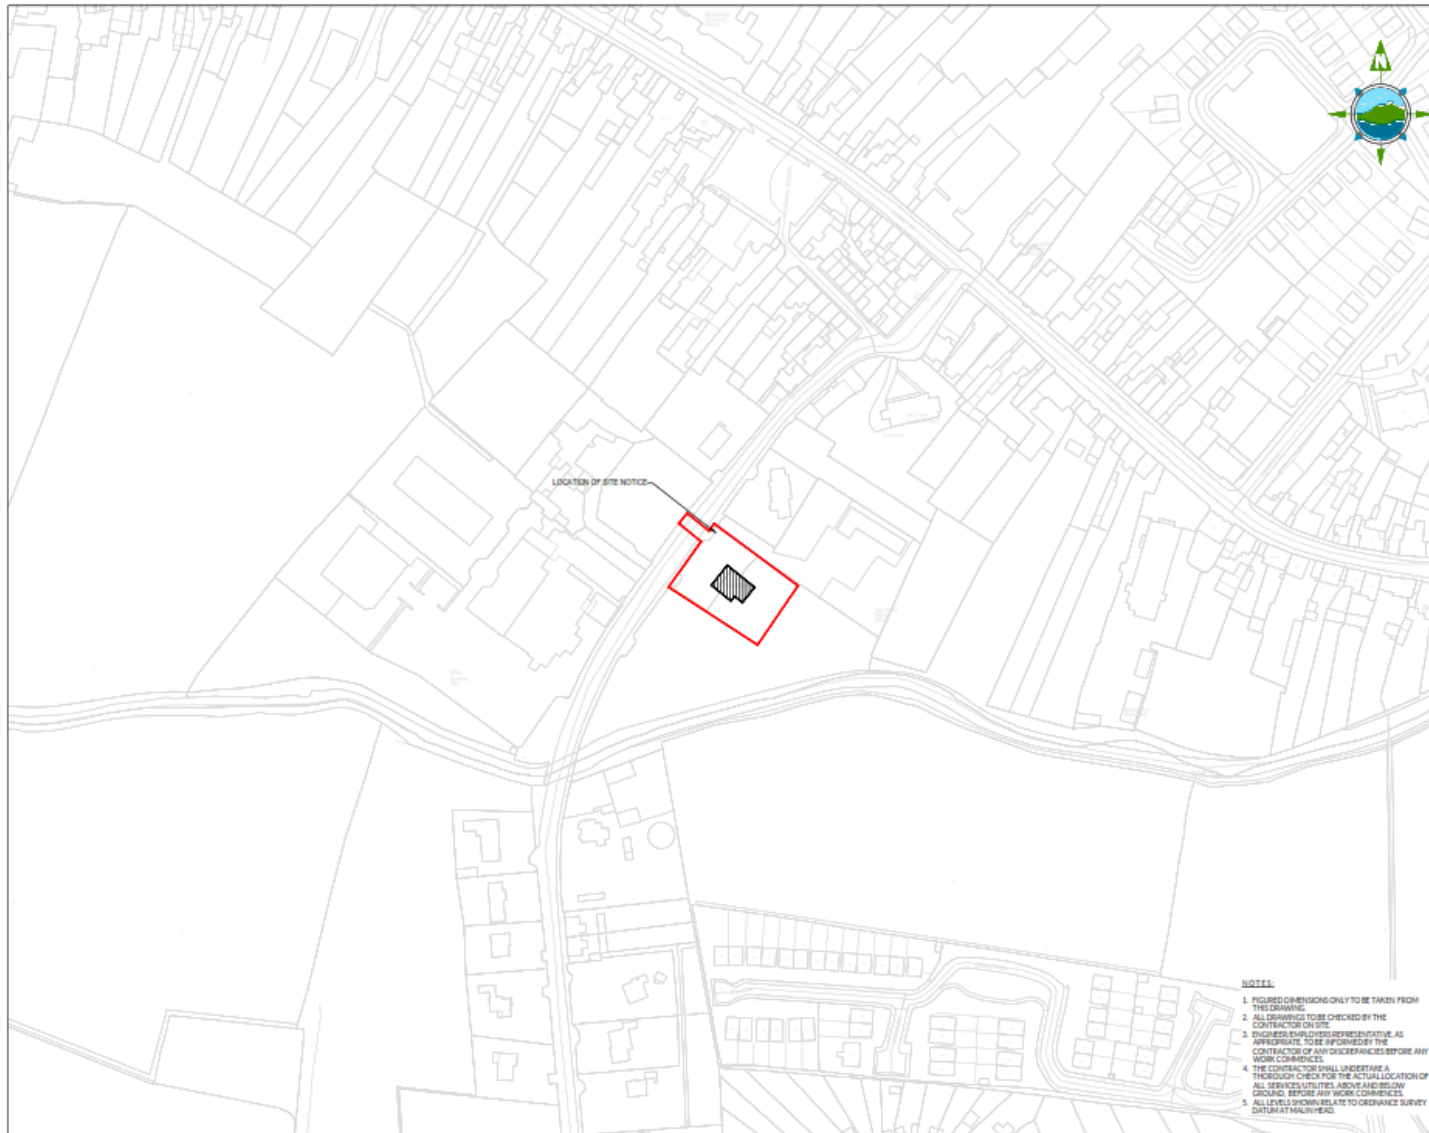 N
LOCATION OF SITE NOTICE
NOTES:
1. FIGURED DIMENSIONS ONLY TO BE TAKEN FROM
THIS DRAWING.
2. ALL DRAWINGS TO BE CHECKED BY THE
CONTRACTOR ON SITE.
3. ENGINEER/EMPLOYERS REPRESENTATIVE, AS
APPROPRIATE, TO BE INFORMED BY THE
CONTRACTOR OF ANY DISCREPANCIES BEFORE ANY
WORK COMMENCES.
4. THE CONTRACTOR SHALL UNDERTAKE A
THOROUGH CHECK FOR THE ACTUAL LOCATION OF
ALL SERVICES/UTILITIES, ABOVE AND BELOW
GROUND, BEFORE ANY WORK COMMENCES.
5. ALL LEVELS SHOWN RELATE TO ORDNANCE SURVEY
DATUM AT MALIN HEAD.